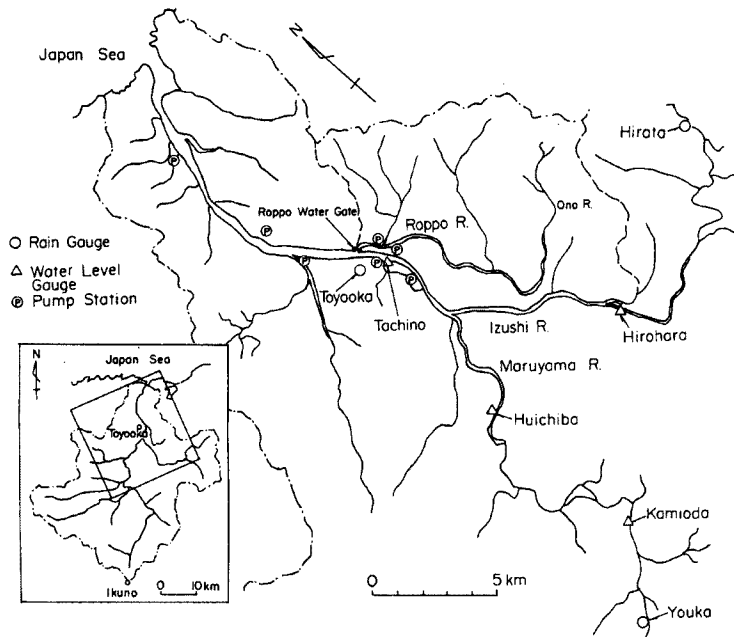 N
Japan Sea
Hirata
Ono R.
Roppo Water Gate
Roppo R.
Rain Gauge
Water Level
Gauge
P Pump Station
P
P
P
P
P
P
P
Toyooka
Tachino
Izushi R.
Hirohara
Maruyama R.
Huichiba
N
Japan Sea
Toyooka
Ikuno
0 10km
Kamioda
0 5 km
Youka